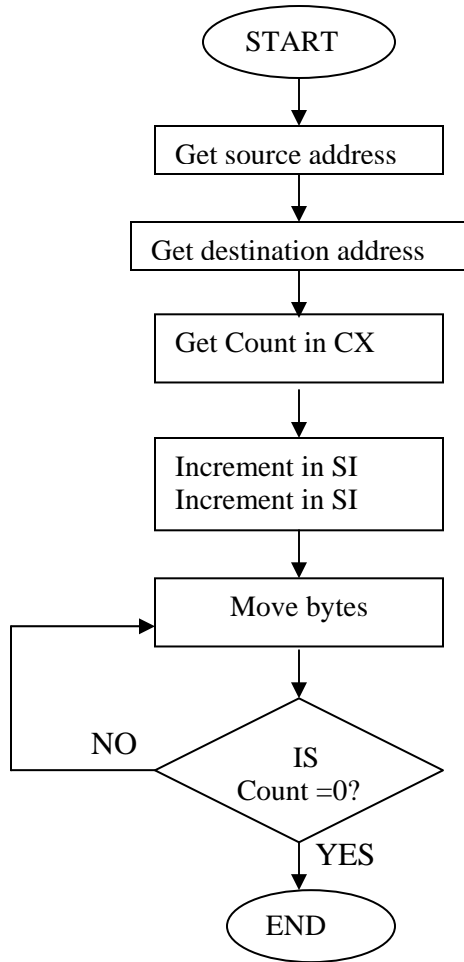 START
Get source address
Get destination address
Get Count in CX
Increment in SI
Increment in SI
Move bytes
NO
IS
Count =0?
YES
END